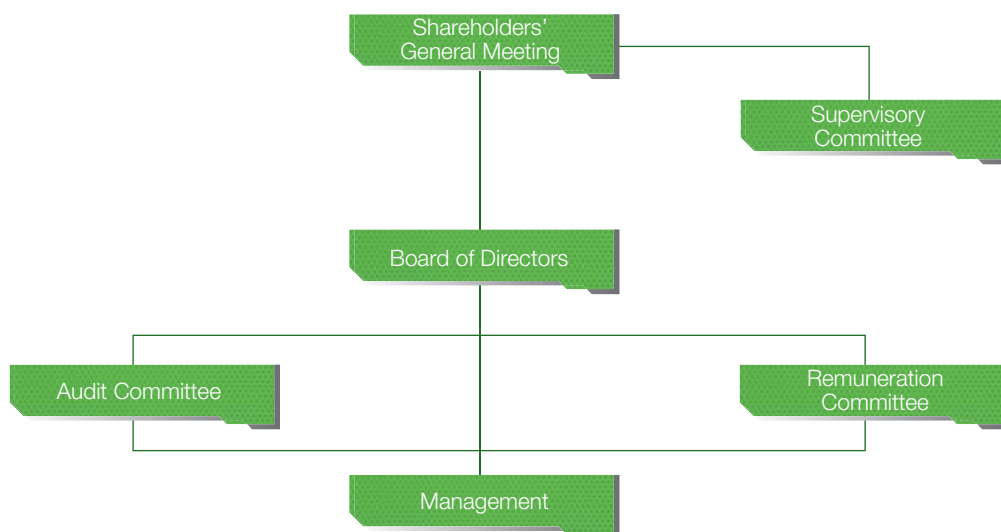 Shareholders’
General Meeting
Supervisory
Committee
Board of Directors
Audit Committee
Remuneration
Committee
Management